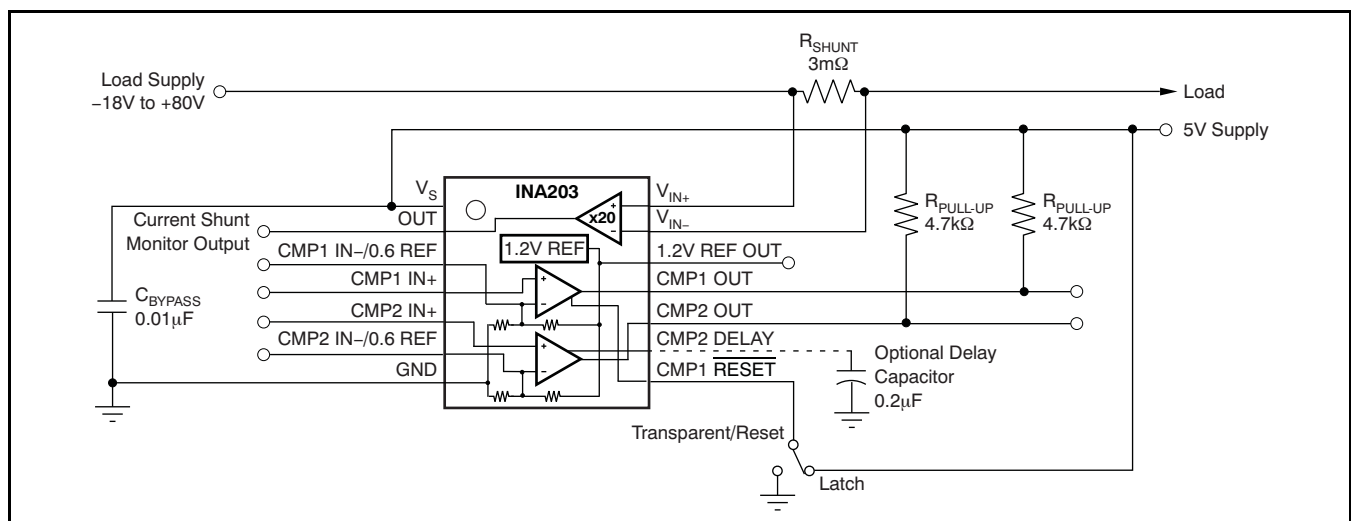 R_SHUNT
3mΩ
Load Supply
–18V to +80V
Load
5V Supply
V_S
INA203
V_IN+
OUT
x20
V_IN–
Current Shunt
Monitor Output
R_PULL-UP
4.7kΩ
R_PULL-UP
4.7kΩ
CMP1 IN–/0.6 REF
1.2V REF
1.2V REF OUT
CMP1 IN+
CMP1 OUT
C_BYPASS
0.01μF
CMP2 IN+
CMP2 OUT
CMP2 IN–/0.6 REF
CMP2 DELAY
Optional Delay
Capacitor
0.2μF
GND
CMP1 RESET
Transparent/Reset
Latch